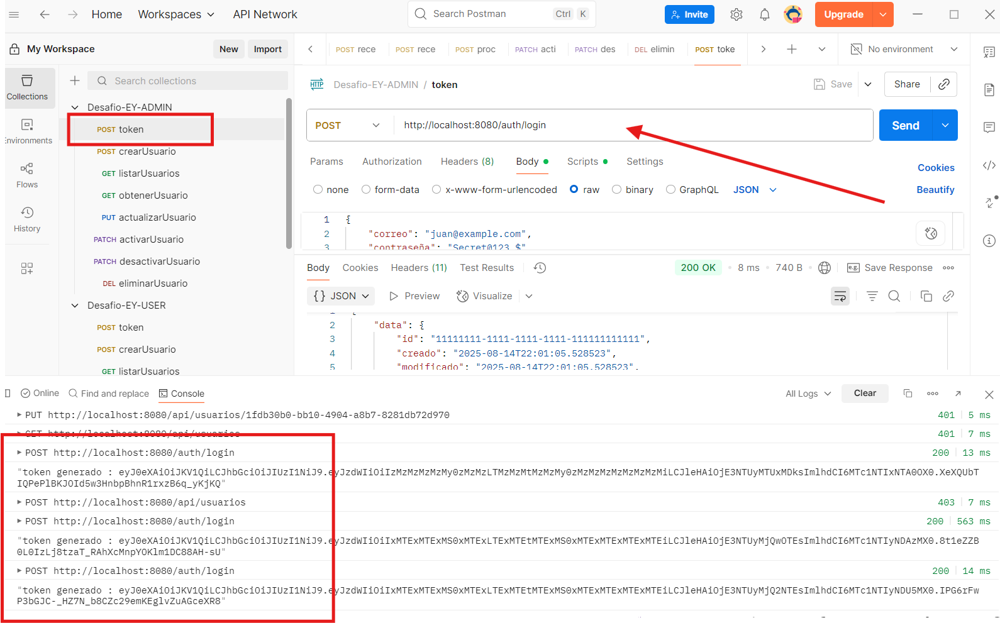 Home Workspaces API Network Search Postman Ctrl K Invite Upgrade
My Workspace New Import POST rece POST rece POST proc PATCH acti PATCH des DEL elimin POST toke No environment
Search collections
HTTP Desafio-EY-ADMIN / token Save Share
Collections
Environments
Flows
History
Desafio-EY-ADMIN
POST token
POST crearUsuario
GET listarUsuarios
GET obtenerUsuario
PUT actualizarUsuario
PATCH activarUsuario
PATCH desactivarUsuario
DEL eliminarUsuario
Desafio-EY-USER
POST token
POST crearUsuario
GET listarUsuarios
POST http://localhost:8080/auth/login Send
Params Authorization Headers (8) Body Scripts Settings Cookies
none form-data x-www-form-urlencoded raw binary GraphQL JSON Beautify
1 {
2 "correo": "juan@example.com",
3 "contraseña": "Secret@123 $"
Body Cookies Headers (11) Test Results 200 OK 8 ms 740 B e.g. Save Response
{} JSON Preview Visualize
1 {
2 "data": {
3 "id": "11111111-1111-1111-1111-111111111111",
4 "creado": "2025-08-14T22:01:05.528523",
5 "modificado": "2025-08-14T22:01:05.528523",
Online Find and replace Console All Logs Clear
PUT http://localhost:8080/api/usuarios/1fdb30b0-bb10-4904-a8b7-8281db72d970 401 5 ms
GET http://localhost:8080/api/usuarios 401 7 ms
POST http://localhost:8080/auth/login 200 13 ms
"token generado : eyJ0eXAiOiJKV1QiLCJhbGciOiJIUzI1NiJ9.eyJzdWIiOiIzMzMzMzMzMy0zMzMzLTMzMzMtMzMzMy0zMzMzMzMzMzMzMzMiLCJleHAiOjE3NTUyMTUxMDksImlhdCI6MTc1NTIxNTA0OX0.XeXQUbT
IQPePlBKJOId5w3HnbpBhnR1rxzB6q_yKjKQ"
POST http://localhost:8080/api/usuarios 403 7 ms
POST http://localhost:8080/auth/login 200 563 ms
"token generado : eyJ0eXAiOiJKV1QiLCJhbGciOiJIUzI1NiJ9.eyJzdWIiOiIxMTExMTExMS0xMTExLTExMTEtMTExMS0xMTExMTExMTExMTEiLCJleHAiOjE3NTUyMjQwOTEsImlhdCI6MTc1NTIyNDAzMX0.8t1eZZB
0L0IzLj8tzaT_RAhXcMnpYOKlm1DC88AH-sU"
POST http://localhost:8080/auth/login 200 14 ms
"token generado : eyJ0eXAiOiJKV1QiLCJhbGciOiJIUzI1NiJ9.eyJzdWIiOiIxMTExMTExMS0xMTExLTExMTEtMTExMS0xMTExMTExMTExMTEiLCJleHAiOjE3NTUyMjQ2NTEsImlhdCI6MTc1NTIyNDU5MX0.IPG6rFw
P3bGJC-_HZ7N_b8CZc29emKEglvZuAGceXR8"